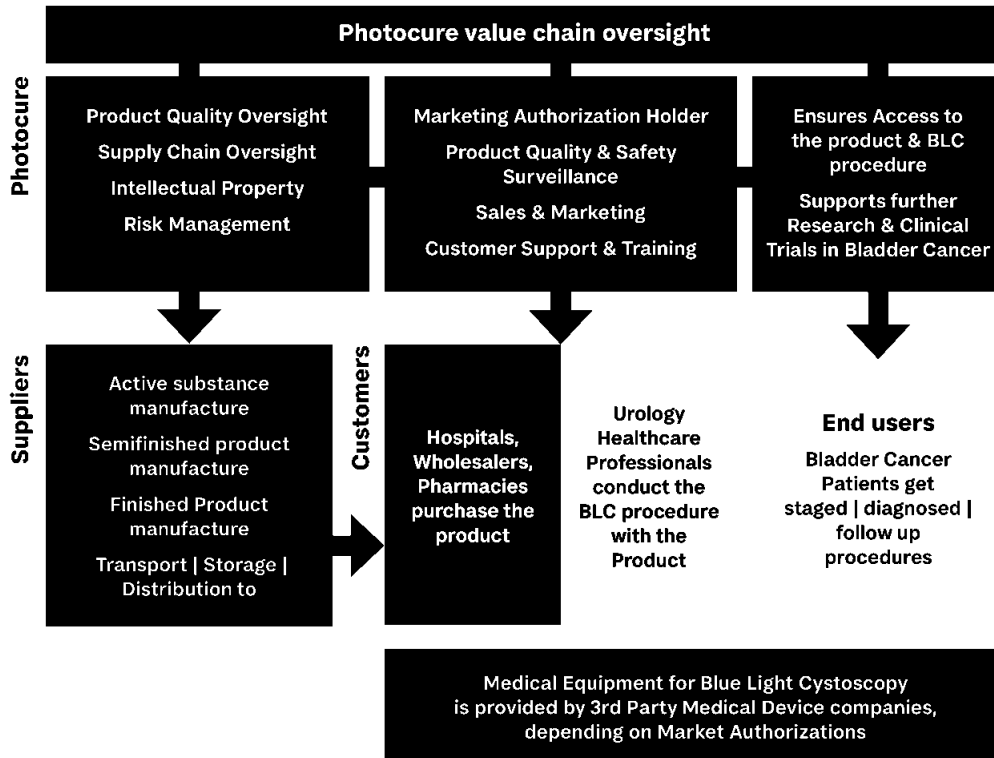 Photocure value chain oversight
Photocure
Product Quality Oversight
Supply Chain Oversight
Intellectual Property
Risk Management
Marketing Authorization Holder
Product Quality & Safety
Surveillance
Sales & Marketing
Customer Support & Training
Ensures Access to
the product & BLC
procedure
Supports further
Research & Clinical
Trials in Bladder Cancer
Suppliers
Active substance
manufacture
Semifinished product
manufacture
Finished Product
manufacture
Transport | Storage |
Distribution to
Customers
Hospitals,
Wholesalers,
Pharmacies
purchase the
product
Urology
Healthcare
Professionals
conduct the
BLC procedure
with the
Product
End users
Bladder Cancer
Patients get
staged | diagnosed |
follow up
procedures
Medical Equipment for Blue Light Cystoscopy
is provided by 3rd Party Medical Device companies,
depending on Market Authorizations